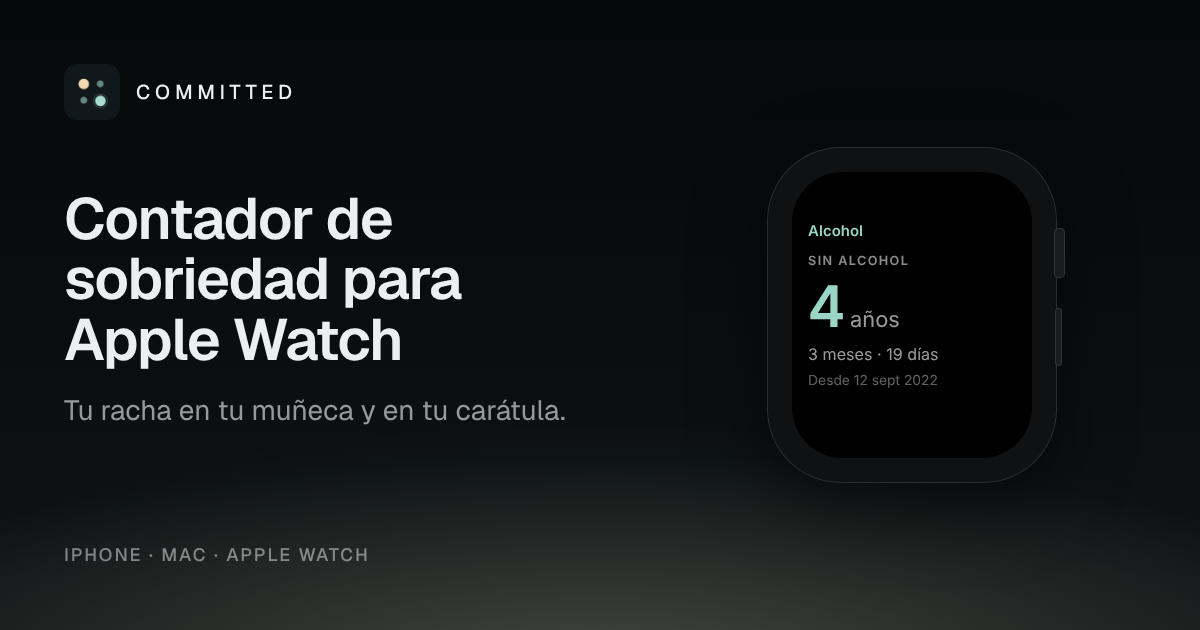 COMMITTED
Contador de
sobriedad para
Apple Watch
Tu racha en tu muñeca y en tu carátula.
IPHONE · MAC · APPLE WATCH
Alcohol
SIN ALCOHOL
4 años
3 meses · 19 días
Desde 12 sept 2022